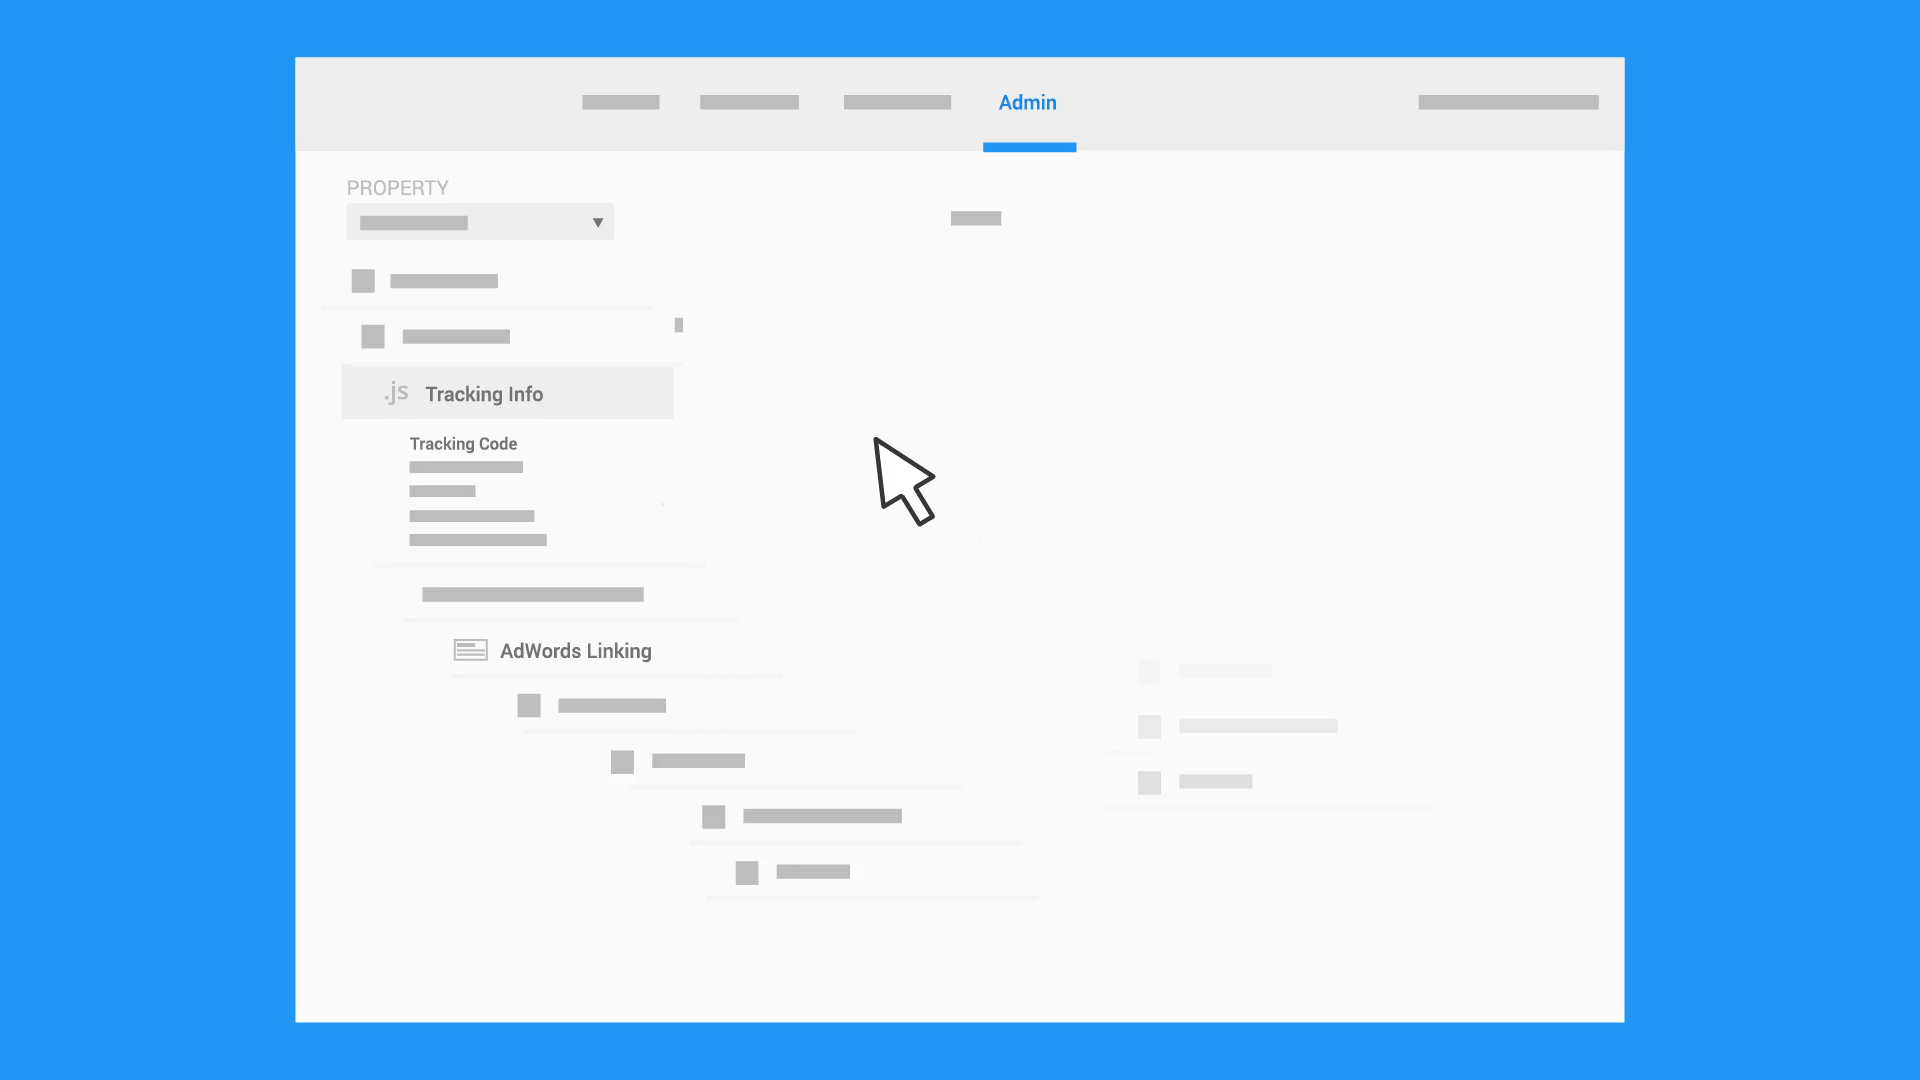 Admin
PROPERTY
.js Tracking Info
Tracking Code
AdWords Linking